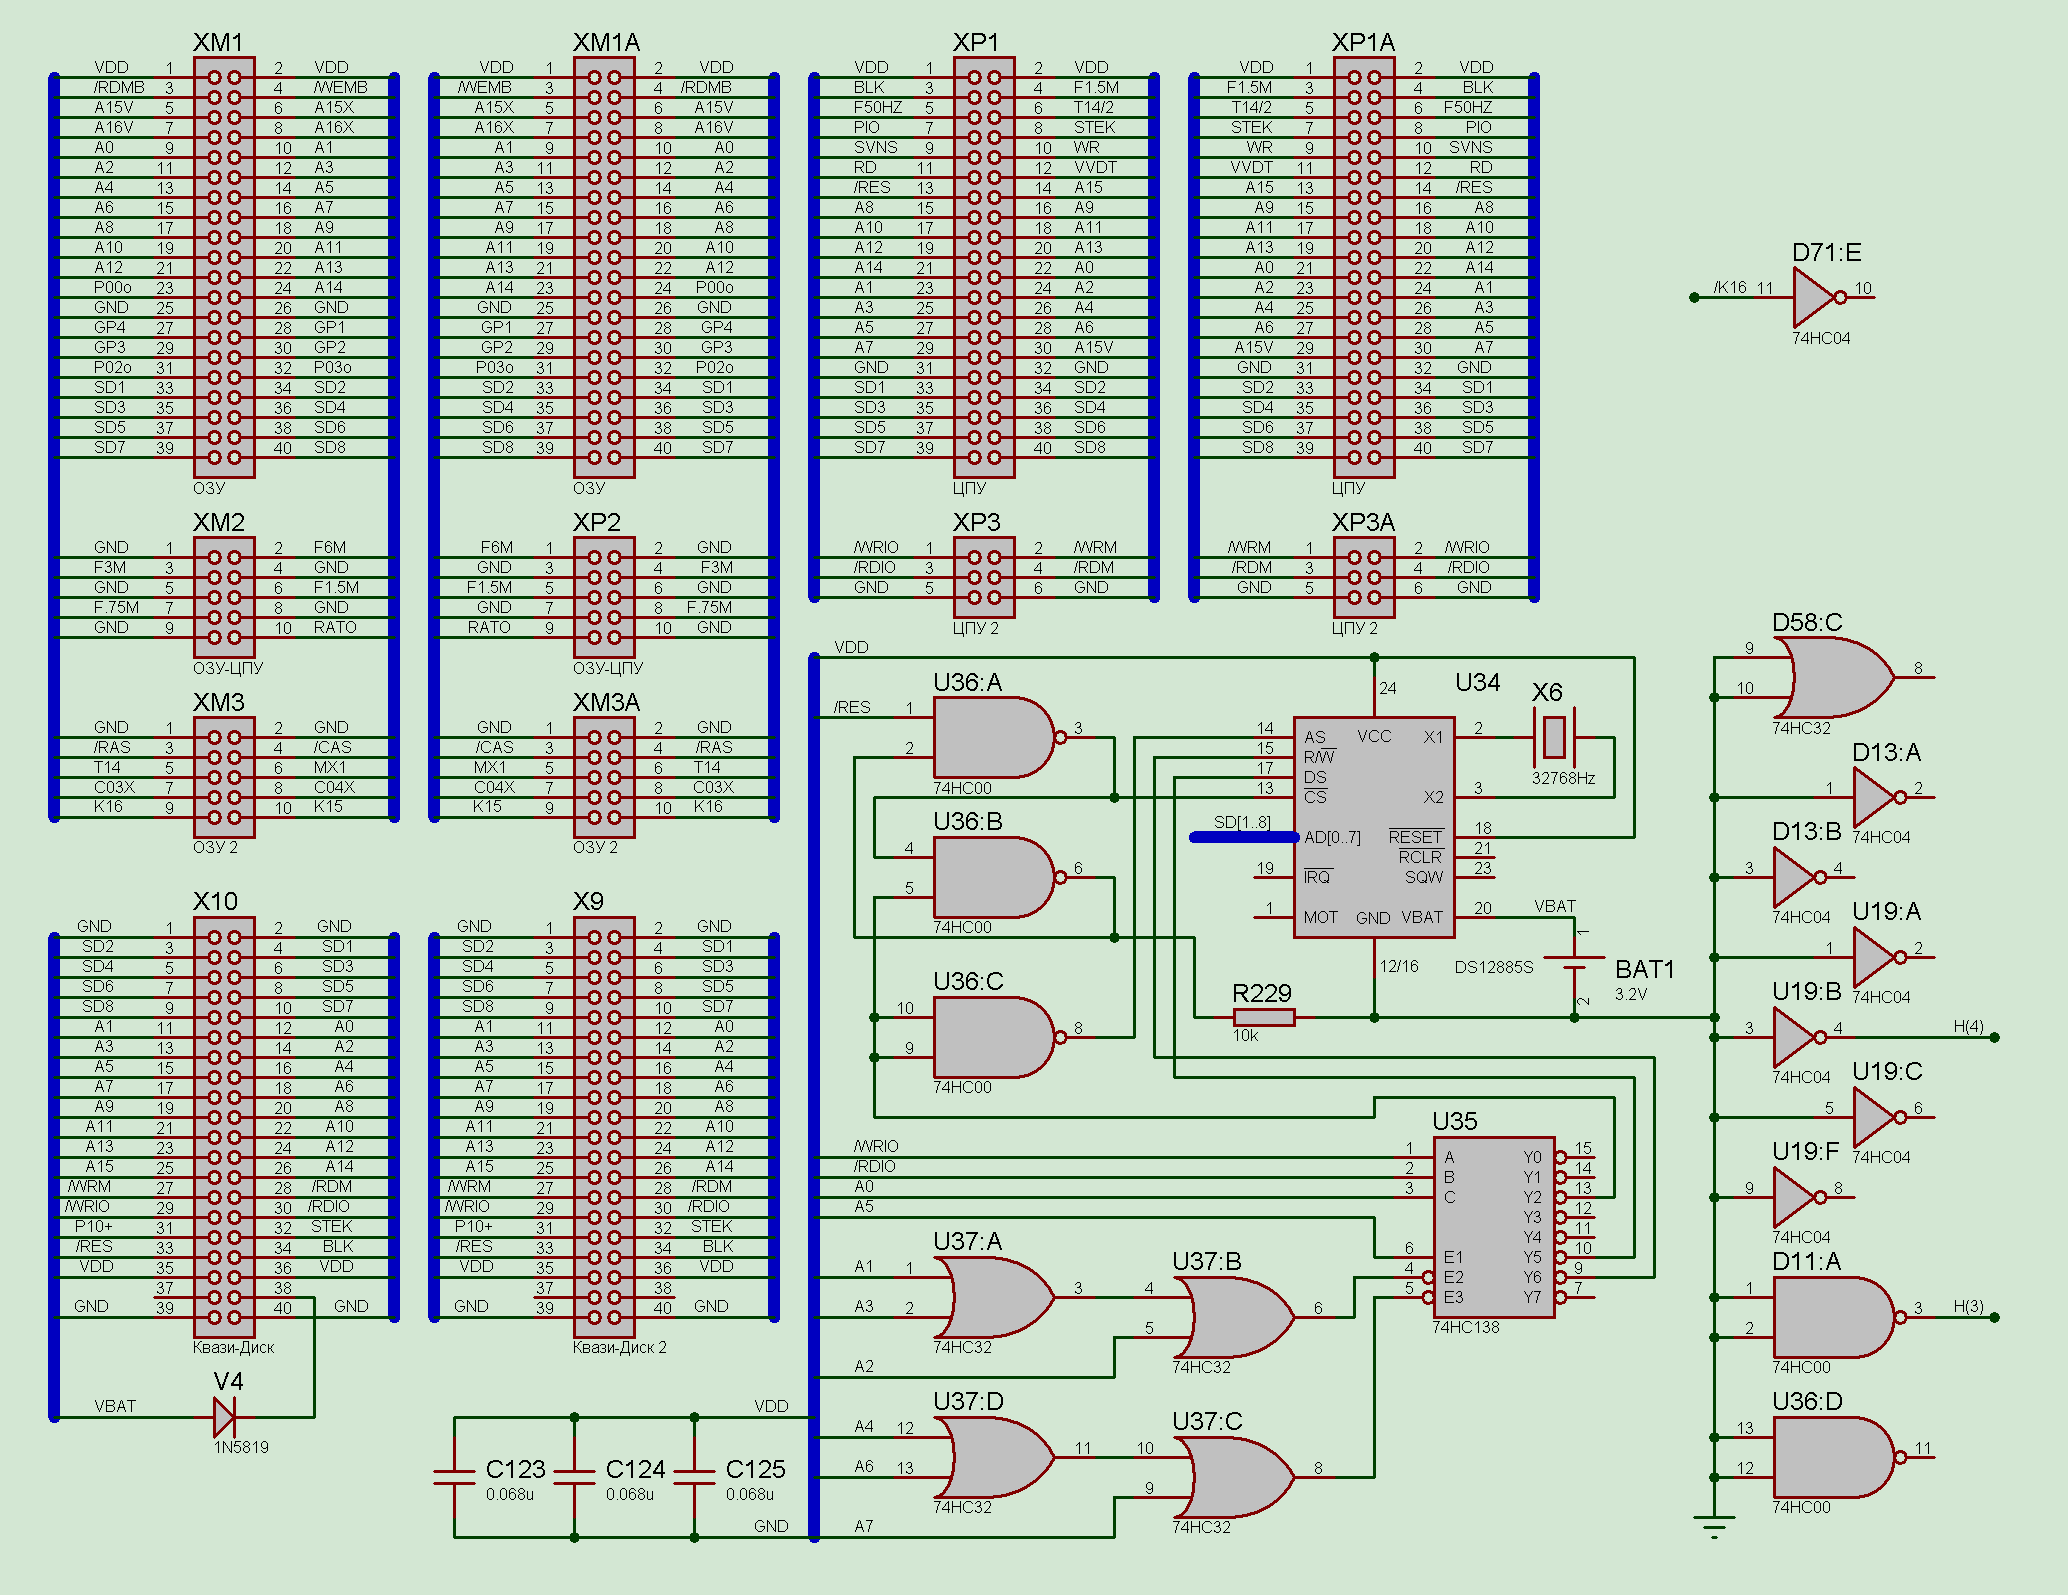 XM1 XM1A XP1 XP1A
VDD 1 2 VDD VDD 1 2 VDD VDD 1 2 VDD VDD 1 2 VDD
/RDMB 3 4 /WEMB /WEMB 3 4 /RDMB BLK 3 4 F1.5M F1.5M 3 4 BLK
A15V 5 6 A15X A15X 5 6 A15V F50HZ 5 6 T14/2 T14/2 5 6 F50HZ
A16V 7 8 A16X A16X 7 8 A16V PIO 7 8 STEK STEK 7 8 PIO
A0 9 10 A1 A1 9 10 A0 SVNS 9 10 WR WR 9 10 SVNS
A2 11 12 A3 A3 11 12 A2 RD 11 12 VVDT VVDT 11 12 RD
A4 13 14 A5 A5 13 14 A4 /RES 13 14 A15 A15 13 14 /RES
A6 15 16 A7 A7 15 16 A6 A8 15 16 A9 A9 15 16 A8
A8 17 18 A9 A9 17 18 A8 A10 17 18 A11 A11 17 18 A10
A10 19 20 A11 A11 19 20 A10 A12 19 20 A13 A13 19 20 A12
A12 21 22 A13 A13 21 22 A12 A14 21 22 A0 A0 21 22 A14
P00o 23 24 A14 A14 23 24 P00o A1 23 24 A2 A2 23 24 A1
GND 25 26 GND GND 25 26 GND A3 25 26 A4 A4 25 26 A3
GP4 27 28 GP1 GP1 27 28 GP4 A5 27 28 A6 A6 27 28 A5
GP3 29 30 GP2 GP2 29 30 GP3 A7 29 30 A15V A15V 29 30 A7
P02o 31 32 P03o P03o 31 32 P02o GND 31 32 GND GND 31 32 GND
SD1 33 34 SD2 SD2 33 34 SD1 SD1 33 34 SD2 SD2 33 34 SD1
SD3 35 36 SD4 SD4 35 36 SD3 SD3 35 36 SD4 SD4 35 36 SD3
SD5 37 38 SD6 SD6 37 38 SD5 SD5 37 38 SD6 SD6 37 38 SD5
SD7 39 40 SD8 SD8 39 40 SD7 SD7 39 40 SD8 SD8 39 40 SD7
ОЗУ ОЗУ ЦПУ ЦПУ
D71:E
/K16 11 10
74HC04
XM2 XP2 XP3 XP3A
GND 1 2 F6M F6M 1 2 GND /WRIO 1 2 /WRM /WRM 1 2 /WRIO
F3M 3 4 GND GND 3 4 F3M /RDIO 3 4 /RDM /RDM 3 4 /RDIO
GND 5 6 F1.5M F1.5M 5 6 GND GND 5 6 GND GND 5 6 GND
F.75M 7 8 GND GND 7 8 F.75M
GND 9 10 RATO RATO 9 10 GND
ЦПУ 2 ЦПУ 2
ОЗУ-ЦПУ ОЗУ-ЦПУ
XM3 XM3A
GND 1 2 GND GND 1 2 GND
/RAS 3 4 /CAS /CAS 3 4 /RAS
T14 5 6 MX1 MX1 5 6 T14
C03X 7 8 C04X C04X 7 8 C03X
K16 9 10 K15 K15 9 10 K16
ОЗУ 2 ОЗУ 2
X10 X9
GND 1 2 GND GND 1 2 GND
SD2 3 4 SD1 SD2 3 4 SD1
SD4 5 6 SD3 SD4 5 6 SD3
SD6 7 8 SD5 SD6 7 8 SD5
SD8 9 10 SD7 SD8 9 10 SD7
A1 11 12 A0 A1 11 12 A0
A3 13 14 A2 A3 13 14 A2
A5 15 16 A4 A5 15 16 A4
A7 17 18 A6 A7 17 18 A6
A9 19 20 A8 A9 19 20 A8
A11 21 22 A10 A11 21 22 A10
A13 23 24 A12 A13 23 24 A12
A15 25 26 A14 A15 25 26 A14
/WRM 27 28 /RDM /WRM 27 28 /RDM
/WRIO 29 30 /RDIO /WRIO 29 30 /RDIO
P10+ 31 32 STEK P10+ 31 32 STEK
/RES 33 34 BLK /RES 33 34 BLK
VDD 35 36 VDD VDD 35 36 VDD
37 38 37 38
GND 39 40 GND GND 39 40 GND
Квази-Диск Квази-Диск 2
V4
VBAT
1N5819
VDD
C123 C124 C125
0.068u 0.068u 0.068u
GND
VDD
U36:A
/RES 1 3
2
74HC00
U36:B
4 6
5
74HC00
U36:C
10 8
9
74HC00
24 U34 X6
14 AS VCC X1 2
15 R/W
17 DS 32768Hz
13 CS X2 3
SD[1..8] AD[0..7] RESET 18
RCLR 21
19 IRQ SQW 23
1 MOT GND VBAT 20 VBAT
1
12/16 DS12885S BAT1
3.2V
2
R229
10k
U35
/WRIO 1 A Y0 15
/RDIO 2 B Y1 14
A0 3 C Y2 13
A5 Y3 12
Y4 11
6 E1 Y5 10
4 E2 Y6 9
5 E3 Y7 7
74HC138
U37:A
A1 1 3
A3 2
74HC32
U37:B
4 6
5
74HC32
A2
U37:D
A4 12 11
A6 13
74HC32
U37:C
10 8
9
74HC32
A7
D58:C
9 8
10
74HC32
D13:A
1 2
74HC04
D13:B
3 4
74HC04
U19:A
1 2
74HC04
U19:B
3 4 H(4)
74HC04
U19:C
5 6
74HC04
U19:F
9 8
74HC04
D11:A
1 3 H(3)
2
74HC00
U36:D
13 11
12
74HC00